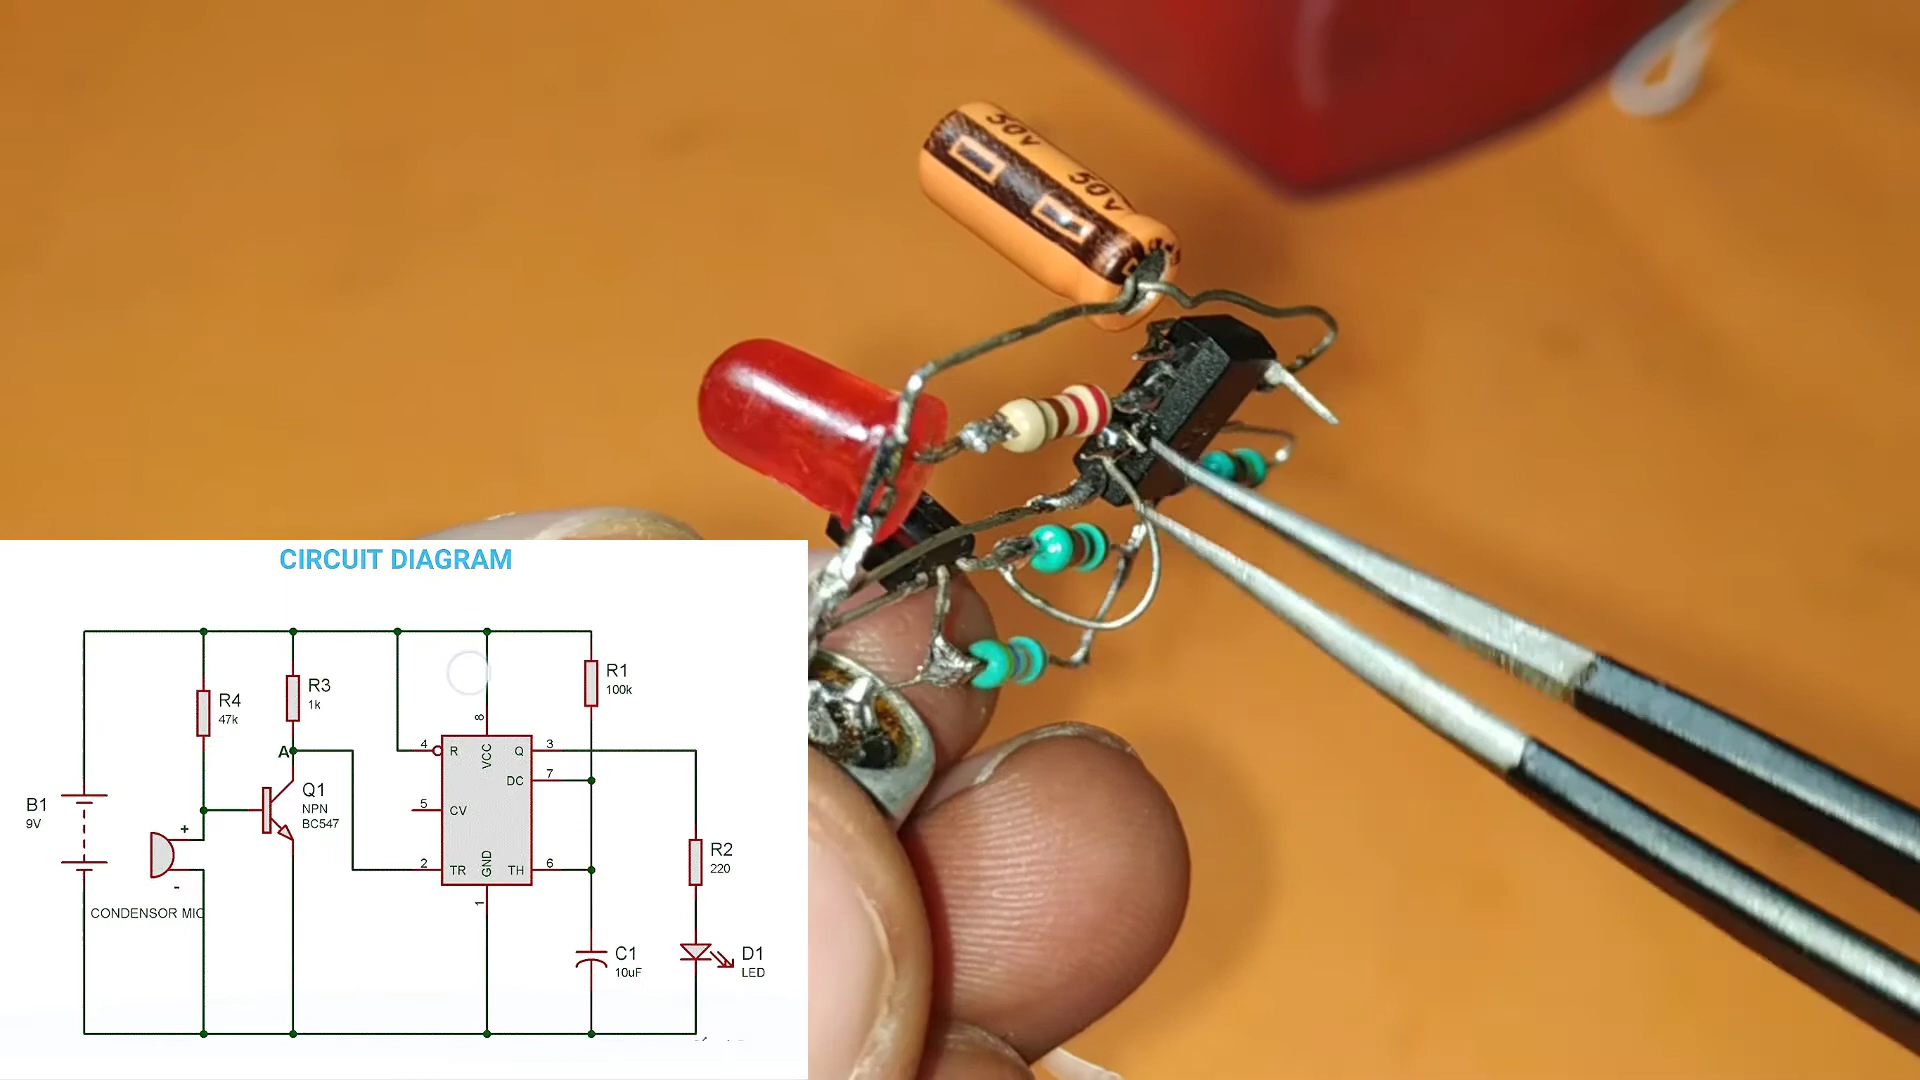 50V
50V
CIRCUIT DIAGRAM
R4
47k
R3
1k
R1
100k
A
8
4
R
VCC
Q
3
DC
7
5
CV
Q1
NPN
BC547
B1
9V
+
-
CONDENSOR MIC
2
TR
GND
TH
6
1
R2
220
C1
10uF
D1
LED